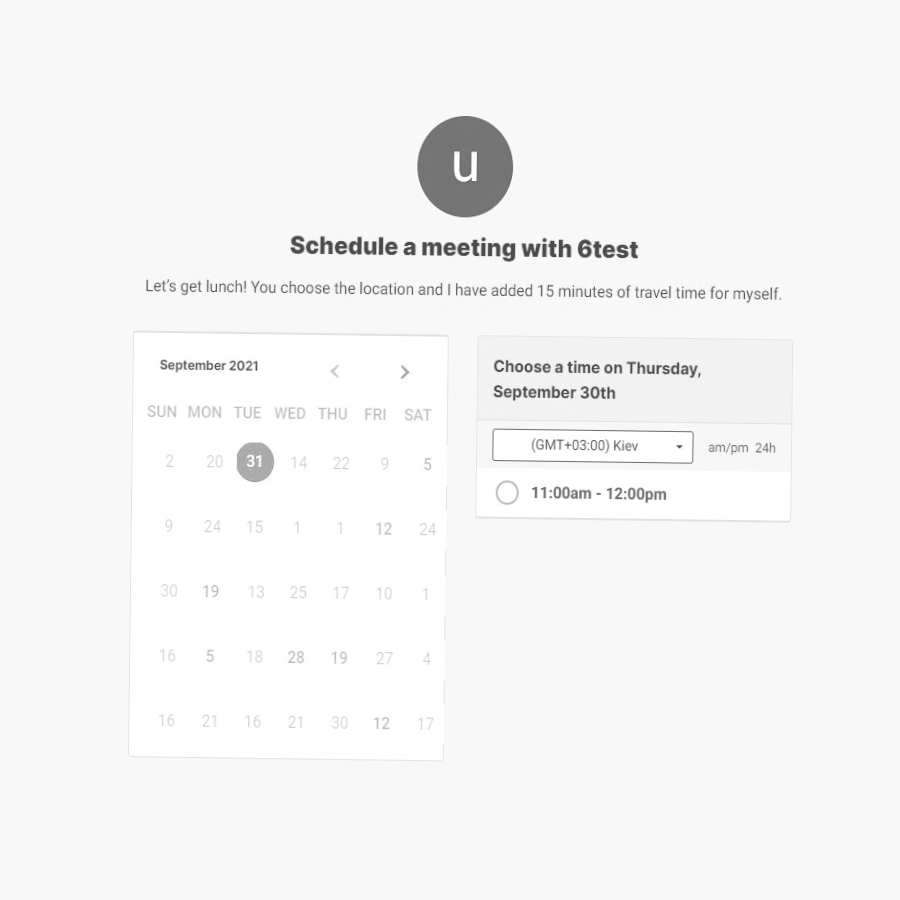 u
Schedule a meeting with 6test
Let's get lunch! You choose the location and I have added 15 minutes of travel time for myself.
September 2021
SUN MON TUE WED THU FRI SAT
2 20 31 14 22 9 5
9 24 15 1 1 12 24
30 19 13 25 17 10 1
16 5 18 28 19 27 4
16 21 16 21 30 12 17
Choose a time on Thursday,
September 30th
(GMT+03:00) Kiev am/pm 24h
11:00am - 12:00pm